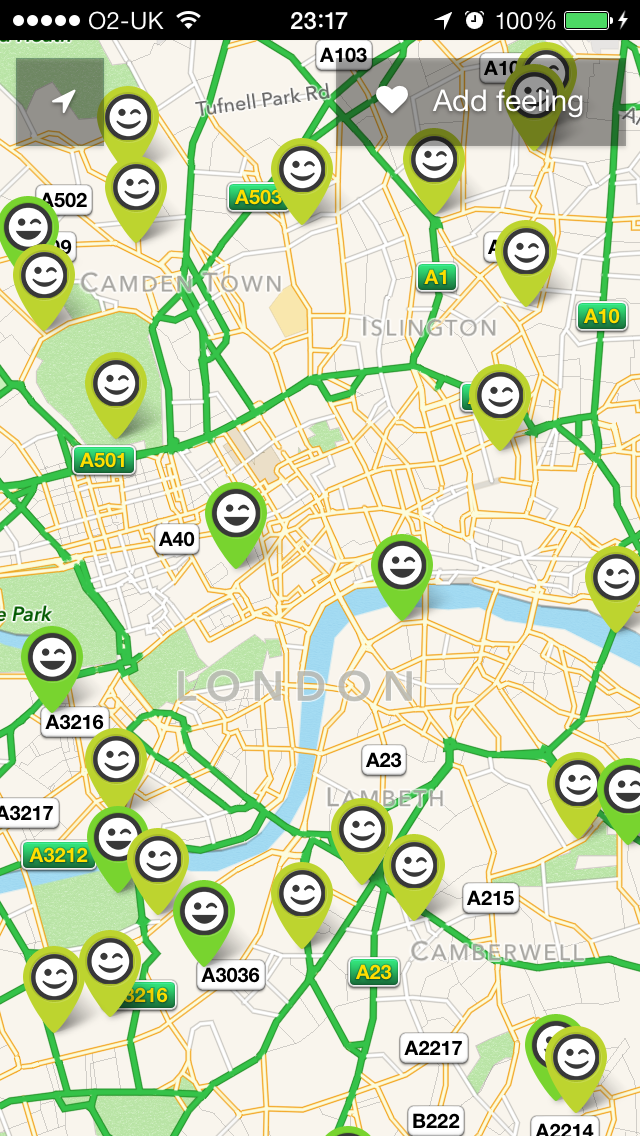 O2-UK 23:17 100%
A103
A10
Tufnell Park Rd
Add feeling
A502
A503
CAMDEN TOWN
A1
ISLINGTON
A10
A501
A40
e Park
LONDON
A3216
A23
LAMBETH
A3217
A3212
A215
CAMBERWELL
A3036
A23
3216
A2217
B222
A2214